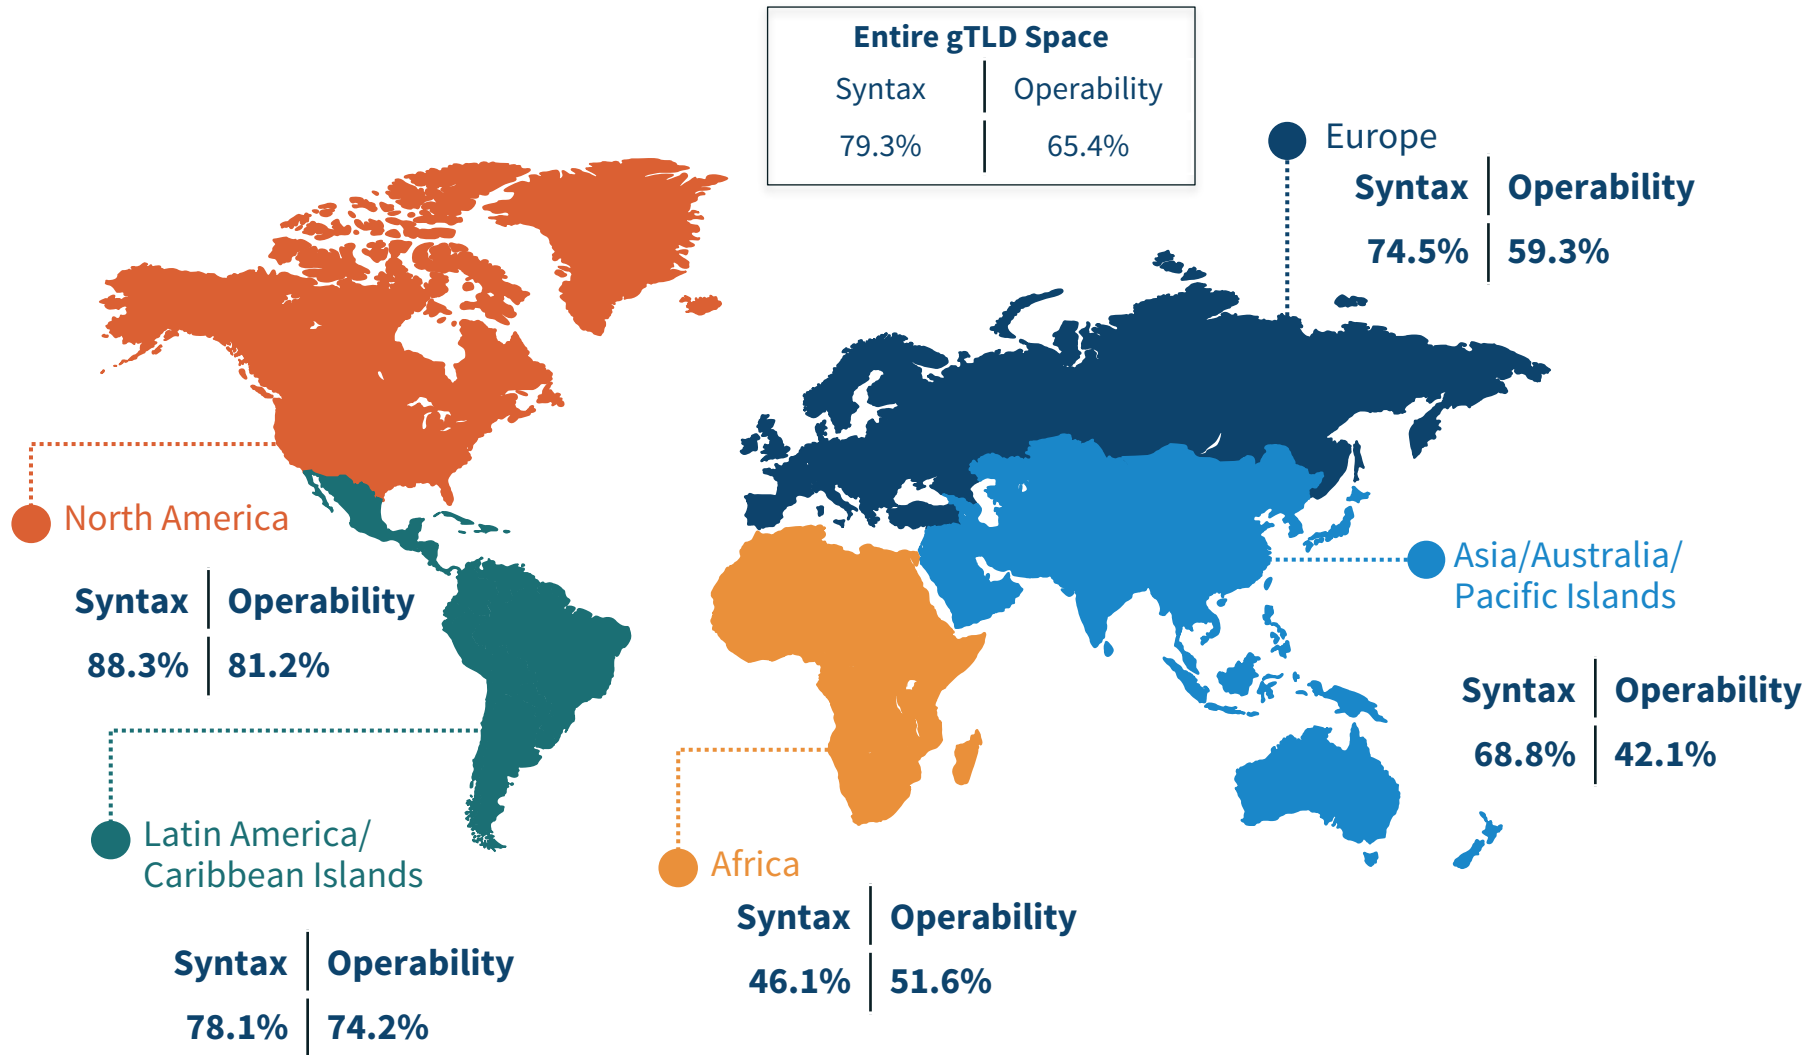 Entire gTLD Space
Syntax Operability
79.3% 65.4%
Europe
Syntax Operability
74.5% 59.3%
North America
Syntax Operability
88.3% 81.2%
Asia/Australia/
Pacific Islands
Syntax Operability
68.8% 42.1%
Latin America/
Caribbean Islands
Syntax Operability
78.1% 74.2%
Africa
Syntax Operability
46.1% 51.6%